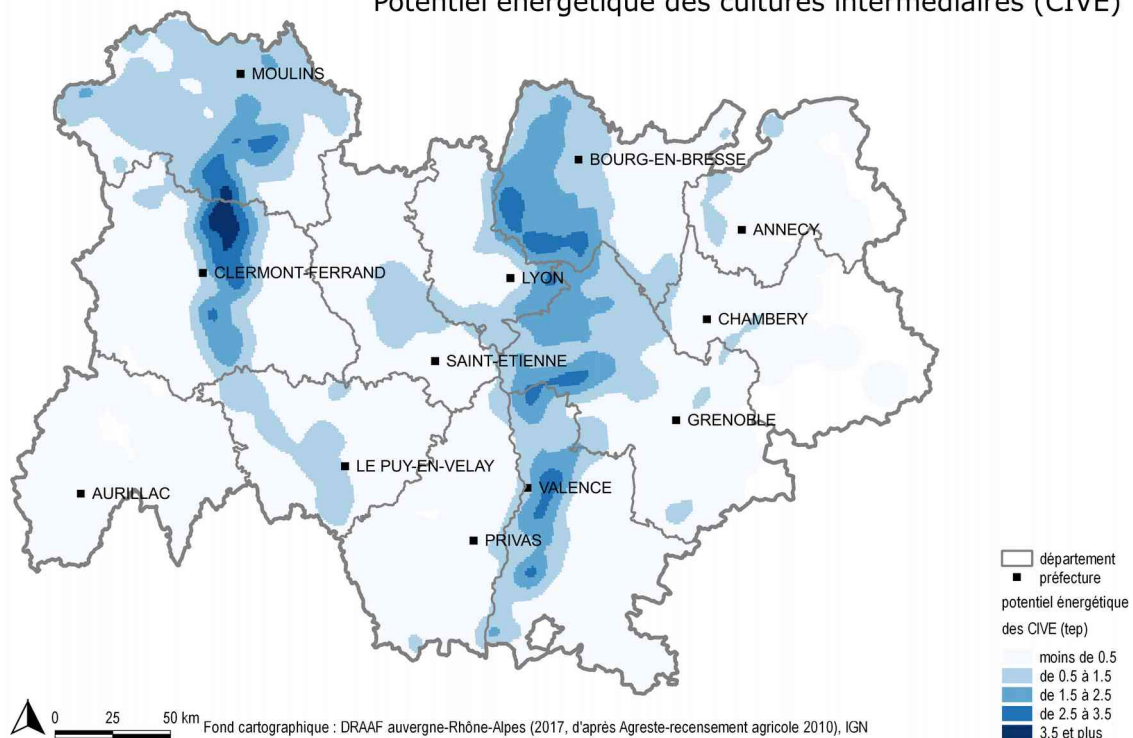 Potentiel énergétique des cultures intermédiaires (CIVE)
MOULINS
BOURG-EN-BRESSE
ANNECY
CLERMONT-FERRAND
LYON
CHAMBERY
SAINT-ETIENNE
GRENOBLE
LE PUY-EN-VELAY
AURILLAC
VALENCE
PRIVAS
département
préfecture
potentiel énergétique
des CIVE (tep)
moins de 0.5
de 0.5 à 1.5
de 1.5 à 2.5
de 2.5 à 3.5
3.5 et plus
0 25 50 km
Fond cartographique : DRAAF auvergne-Rhône-Alpes (2017, d'après Agreste-recensement agricole 2010), IGN